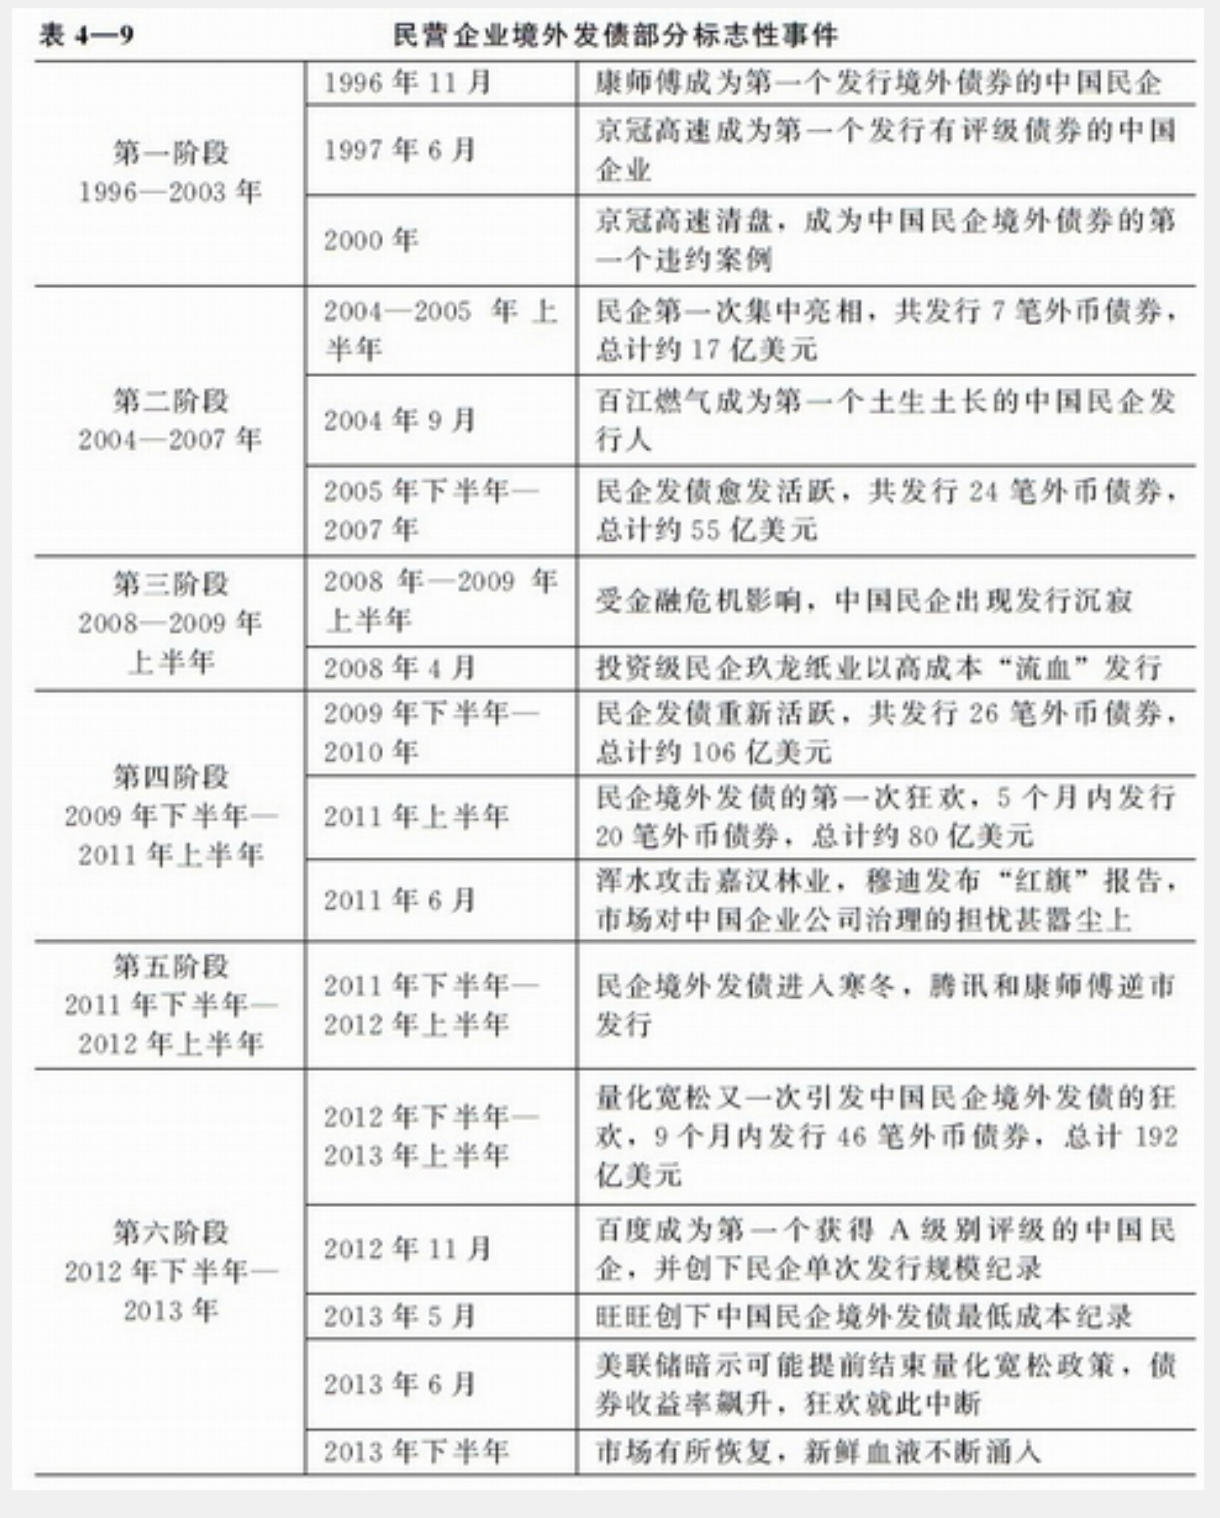 表 4—9 民营企业境外发债部分标志性事件
第一阶段
1996—2003 年
1996 年 11 月
康师傅成为第一个发行境外债券的中国民企
1997 年 6 月
京冠高速成为第一个发行有评级债券的中国
企业
2000 年
京冠高速清盘，成为中国民企境外债券的第
一个违约案例
第二阶段
2004—2007 年
2004—2005 年 上
半年
民企第一次集中亮相，共发行 7 笔外币债券，
总计约 17 亿美元
2004 年 9 月
百江燃气成为第一个土生土长的中国民企发
行人
2005 年下半年—
2007 年
民企发债愈发活跃，共发行 24 笔外币债券，
总计约 55 亿美元
第三阶段
2008—2009 年
上半年
2008 年—2009 年
上半年
受金融危机影响，中国民企出现发行沉寂
2008 年 4 月
投资级民企玖龙纸业以高成本“流血”发行
第四阶段
2009 年下半年—
2011 年上半年
2009 年下半年—
2010 年
民企发债重新活跃，共发行 26 笔外币债券，
总计约 106 亿美元
2011 年上半年
民企境外发债的第一次狂欢，5 个月内发行
20 笔外币债券，总计约 80 亿美元
2011 年 6 月
浑水攻击嘉汉林业，穆迪发布“红旗”报告，
市场对中国企业公司治理的担忧甚嚣尘上
第五阶段
2011 年下半年—
2012 年上半年
2011 年下半年—
2012 年上半年
民企境外发债进入寒冬，腾讯和康师傅逆市
发行
第六阶段
2012 年下半年—
2013 年
2012 年下半年—
2013 年上半年
量化宽松又一次引发中国民企境外发债的狂
欢，9 个月内发行 46 笔外币债券，总计 192
亿美元
2012 年 11 月
百度成为第一个获得 A 级别评级的中国民
企，并创下民企单次发行规模纪录
2013 年 5 月
旺旺创下中国民企境外发债最低成本纪录
2013 年 6 月
美联储暗示可能提前结束量化宽松政策，债
券收益率飙升，狂欢就此中断
2013 年下半年
市场有所恢复，新鲜血液不断涌入